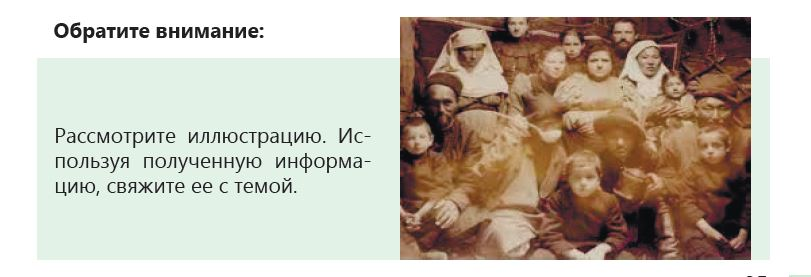 Обратите внимание:
Рассмотрите иллюстрацию. Ис-
пользуя полученную информа-
цию, свяжите ее с темой.